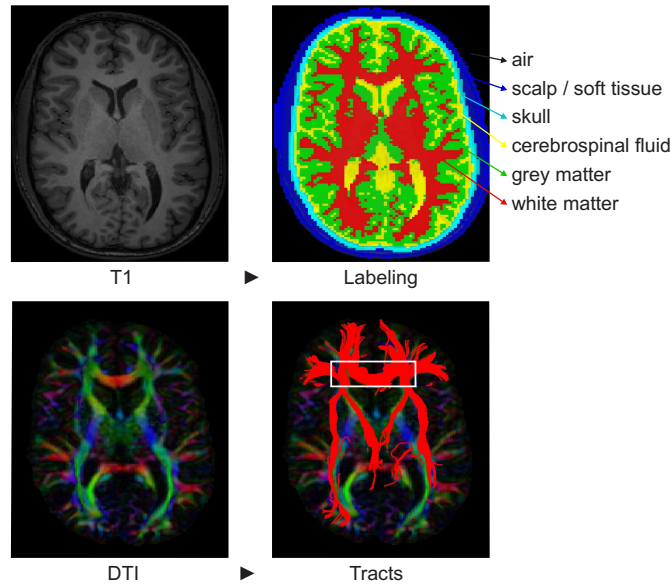 air
scalp / soft tissue
skull
cerebrospinal fluid
grey matter
white matter
T1 ► Labeling
DTI ► Tracts